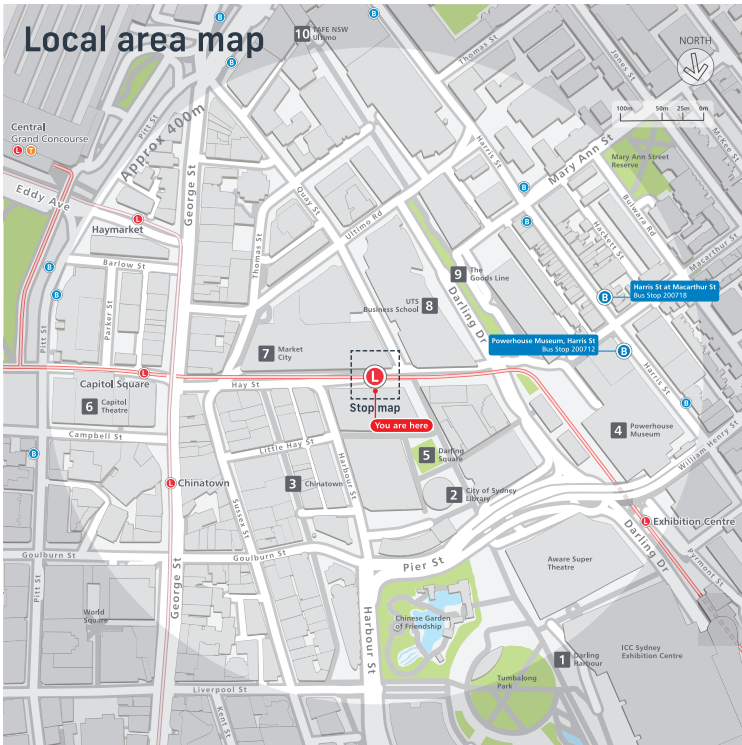 Local area map
10 TAFE NSW
Ultimo
B
B
B
Thomas St
Jones St
NORTH
100m 50m 25m 0m
McKee St
Central
Grand Concourse
L T
Pitt St
Approx 400m
Harris St
Mary Ann St
Mary Ann Street
Reserve
Eddy Ave
George St
Quay St
B
B
Bulwara Rd
L
Haymarket
Ultimo Rd
Hackett St
Macarthur St
Thomas St
Barlow St
B
B
9 The
Goods Line
Harris St at Macarthur St
Bus Stop 200718
B
UTS
Business School
8
Darling Dr
Parker St
Pitt St
7 Market
City
Powerhouse Museum, Harris St
Bus Stop 200712
B
L
Capitol Square
Hay St
L
Stop map
You are here
Harris St
B
6 Capitol
Theatre
Campbell St
4 Powerhouse
Museum
William Henry St
Little Hay St
Harbour St
5 Darling
Square
B
L
Chinatown
3 Chinatown
2 City of Sydney
Library
Sussex St
L
Exhibition Centre
Darling Dr
Pyrmont St
Goulburn St
Goulburn St
Pier St
Aware Super
Theatre
Pitt St
George St
World
Square
Harbour St
Chinese Garden
of Friendship
1 Darling
Harbour
ICC Sydney
Exhibition Centre
Tumbalong
Park
Liverpool St
Kent St